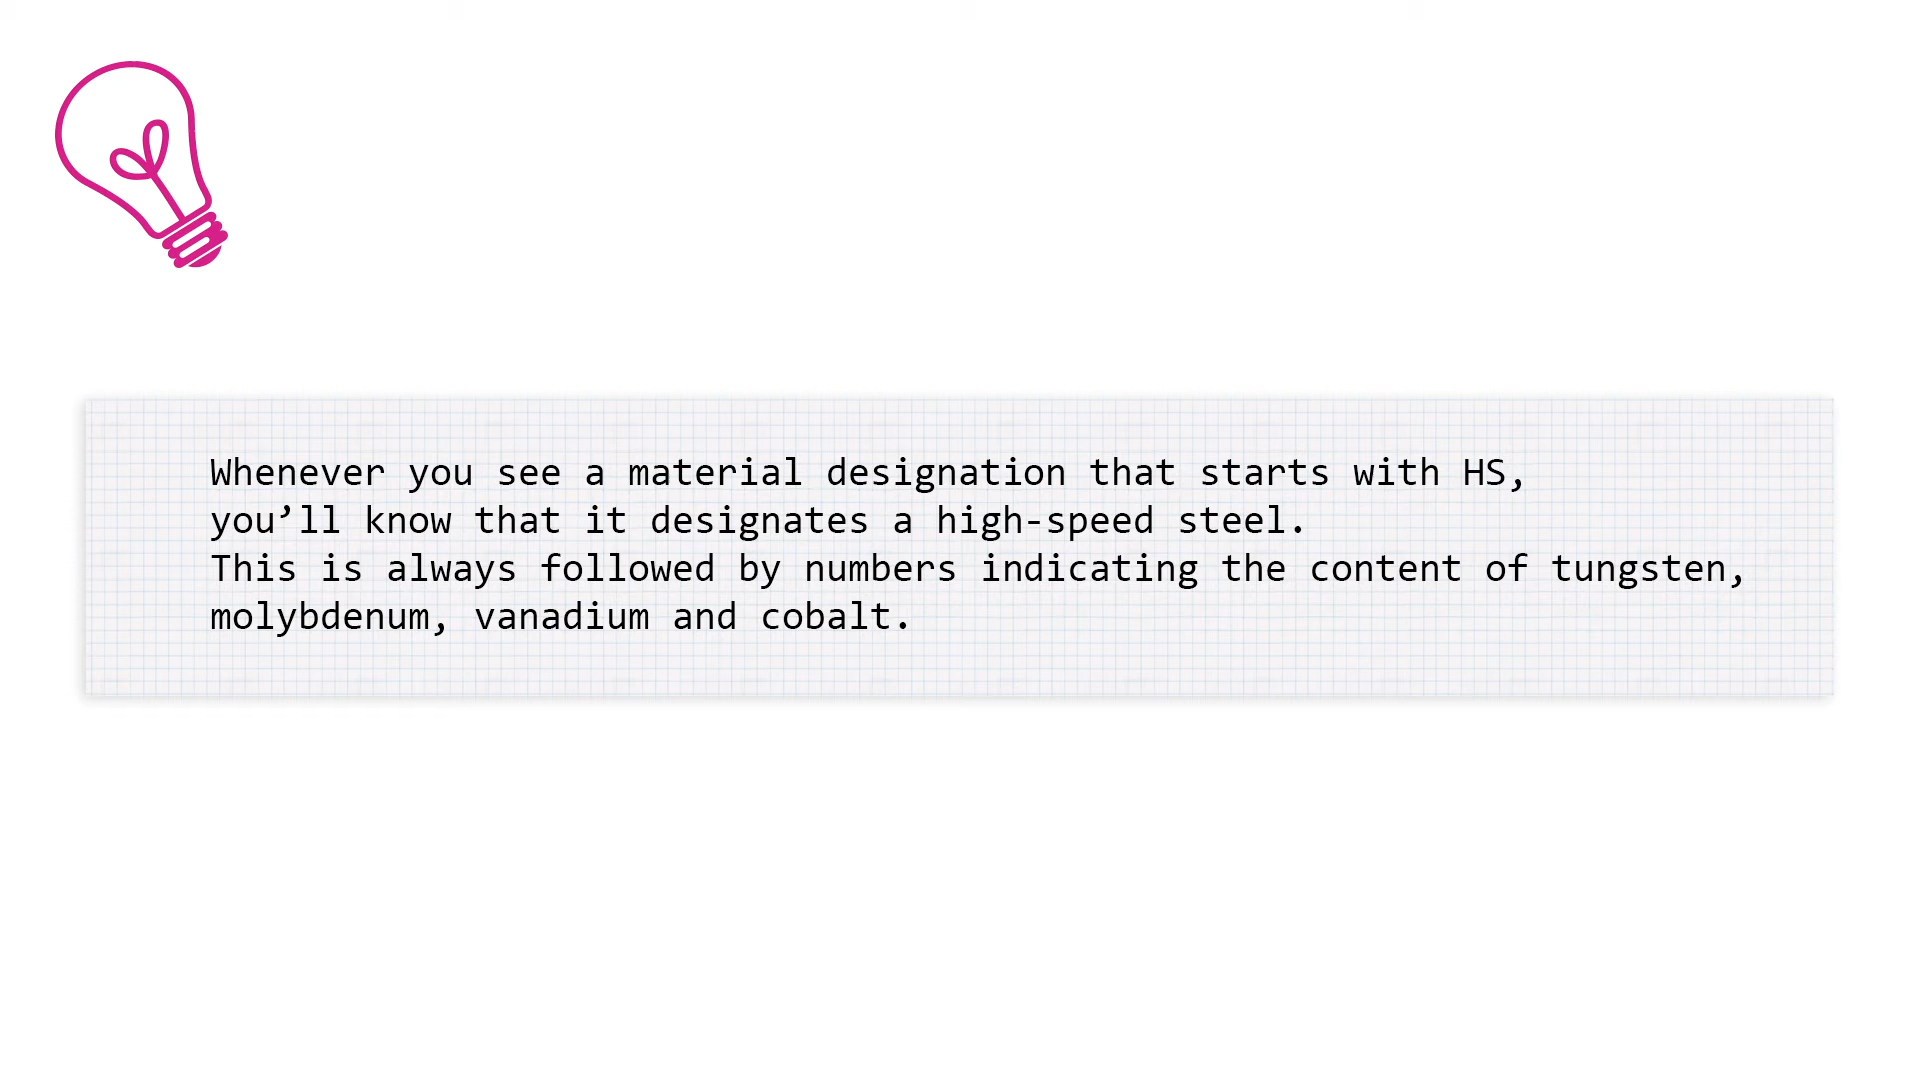 Whenever you see a material designation that starts with HS,
you’ll know that it designates a high-speed steel.
This is always followed by numbers indicating the content of tungsten,
molybdenum, vanadium and cobalt.